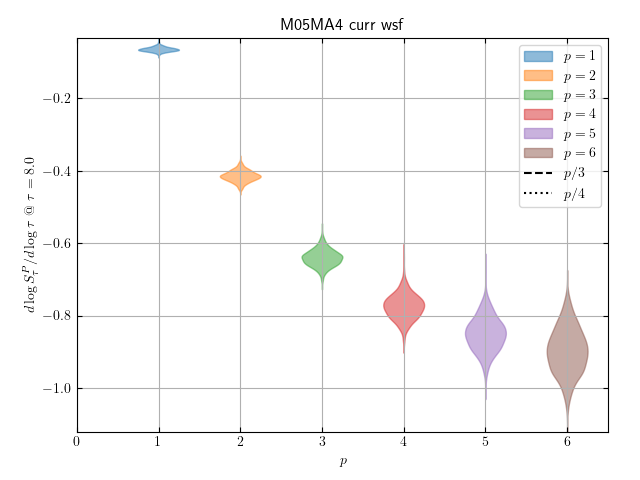 M05MA4 curr wsf
d log S_τ^P / d log τ @ τ = 8.0
−0.2
−0.4
−0.6
−0.8
−1.0
0 1 2 3 4 5 6
p
p = 1
p = 2
p = 3
p = 4
p = 5
p = 6
p/3
p/4